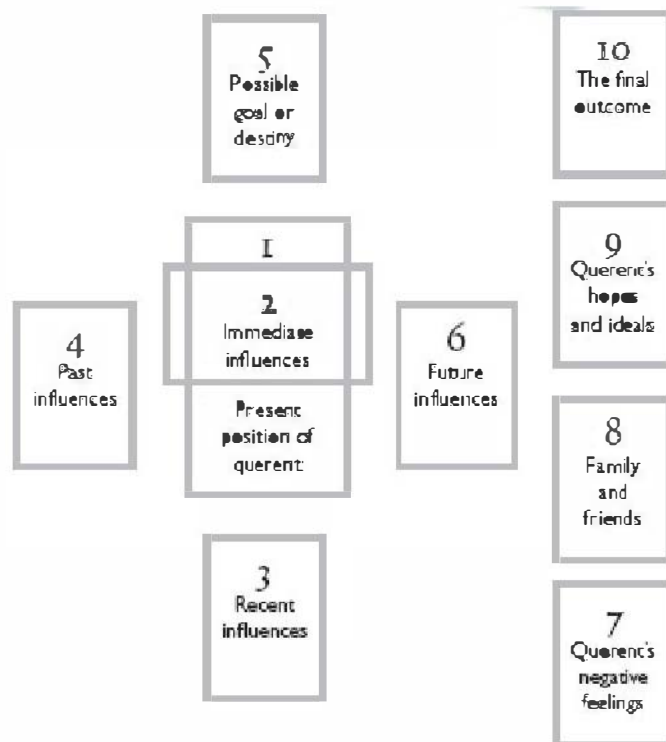 5
Possible
goal or
destiny
10
The final
outcome
1
2
Immediate
influences
Present
position of
querent
4
Past
influences
6
Future
influences
9
Querent's
hopes
and ideals
8
Family
and
friends
3
Recent
influences
7
Querent's
negative
feelings